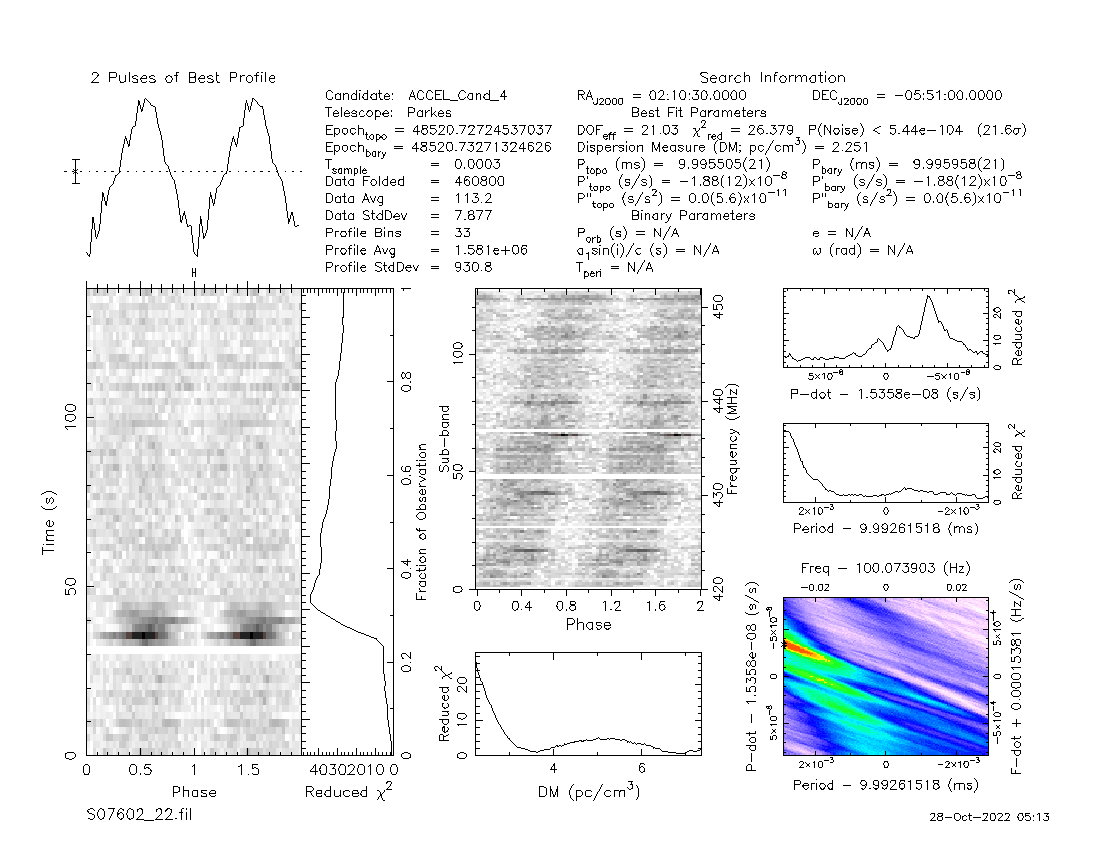 2 Pulses of Best Profile
Search Information
Candidate: ACCEL_Cand_4
RA_J2000 = 02:10:30.0000
DEC_J2000 = −05:51:00.0000
Telescope: Parkes
Best Fit Parameters
Epoch_topo = 48520.72724537037
DOF_eff = 21.03 χ²_red = 26.379 P(Noise) < 5.44e−104 (21.6σ)
Epoch_bary = 48520.73271324626
Dispersion Measure (DM; pc/cm³) = 2.251
T_sample = 0.0003
P_topo (ms) = 9.995505(21)
P_bary (ms) = 9.995958(21)
Data Folded = 460800
P'_topo (s/s) = −1.88(12)x10⁻⁸
P'_bary (s/s) = −1.88(12)x10⁻⁸
Data Avg = 113.2
P''_topo (s/s²) = 0.0(5.6)x10⁻¹¹
P''_bary (s/s²) = 0.0(5.6)x10⁻¹¹
Data StdDev = 7.877
Binary Parameters
Profile Bins = 33
P_orb (s) = N/A
e = N/A
Profile Avg = 1.581e+06
a_1sin(i)/c (s) = N/A
ω (rad) = N/A
Profile StdDev = 930.8
T_peri = N/A
Time (s)
0 50 100
0 0.5 1 1.5
Phase
40302010 0
Reduced χ²
0 0.2 0.4 0.6 0.8
Fraction of Observation
Sub−band
0 50 100
0 0.4 0.8 1.2 1.6 2
Phase
420 430 440 450
Frequency (MHz)
Reduced χ²
0 10 20
4 6
DM (pc/cm³)
5×10⁻⁸ 0 −5×10⁻⁸
P−dot − 1.5358e−08 (s/s)
0 10 20
Reduced χ²
2×10⁻³ 0 −2×10⁻³
Period − 9.99261518 (ms)
0 10 20
Reduced χ²
Freq − 100.073903 (Hz)
−0.02 0 0.02
P−dot − 1.5358e−08 (s/s)
5×10⁻⁸ 0 −5×10⁻⁸
−5×10⁻⁴ 0 5×10⁻⁴
F−dot + 0.00015381 (Hz/s)
2×10⁻³ 0 −2×10⁻³
Period − 9.99261518 (ms)
S07602_22.fil
28−Oct−2022 05:13